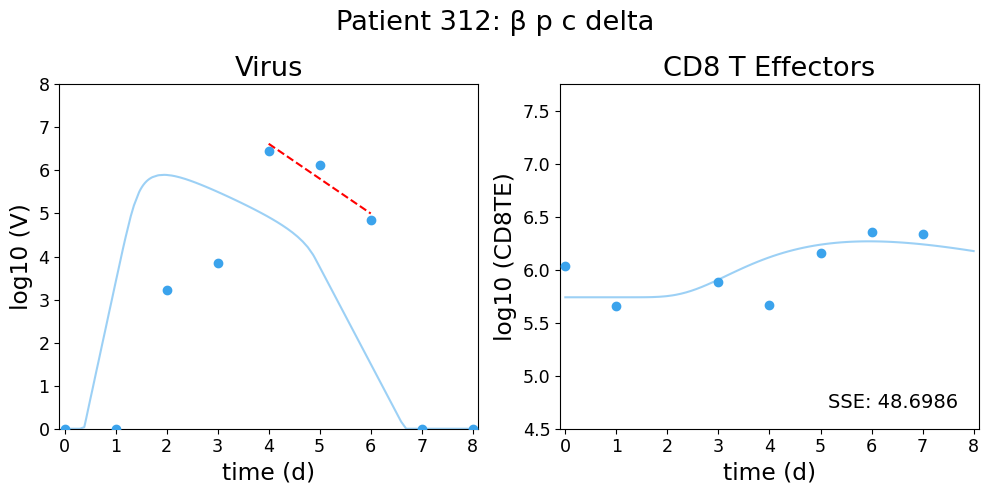 Patient 312: β p c delta
Virus
CD8 T Effectors
log10 (V)
8
7
6
5
4
3
2
1
0
0 1 2 3 4 5 6 7 8
time (d)
log10 (CD8TE)
7.5
7.0
6.5
6.0
5.5
5.0
4.5
SSE: 48.6986
0 1 2 3 4 5 6 7 8
time (d)